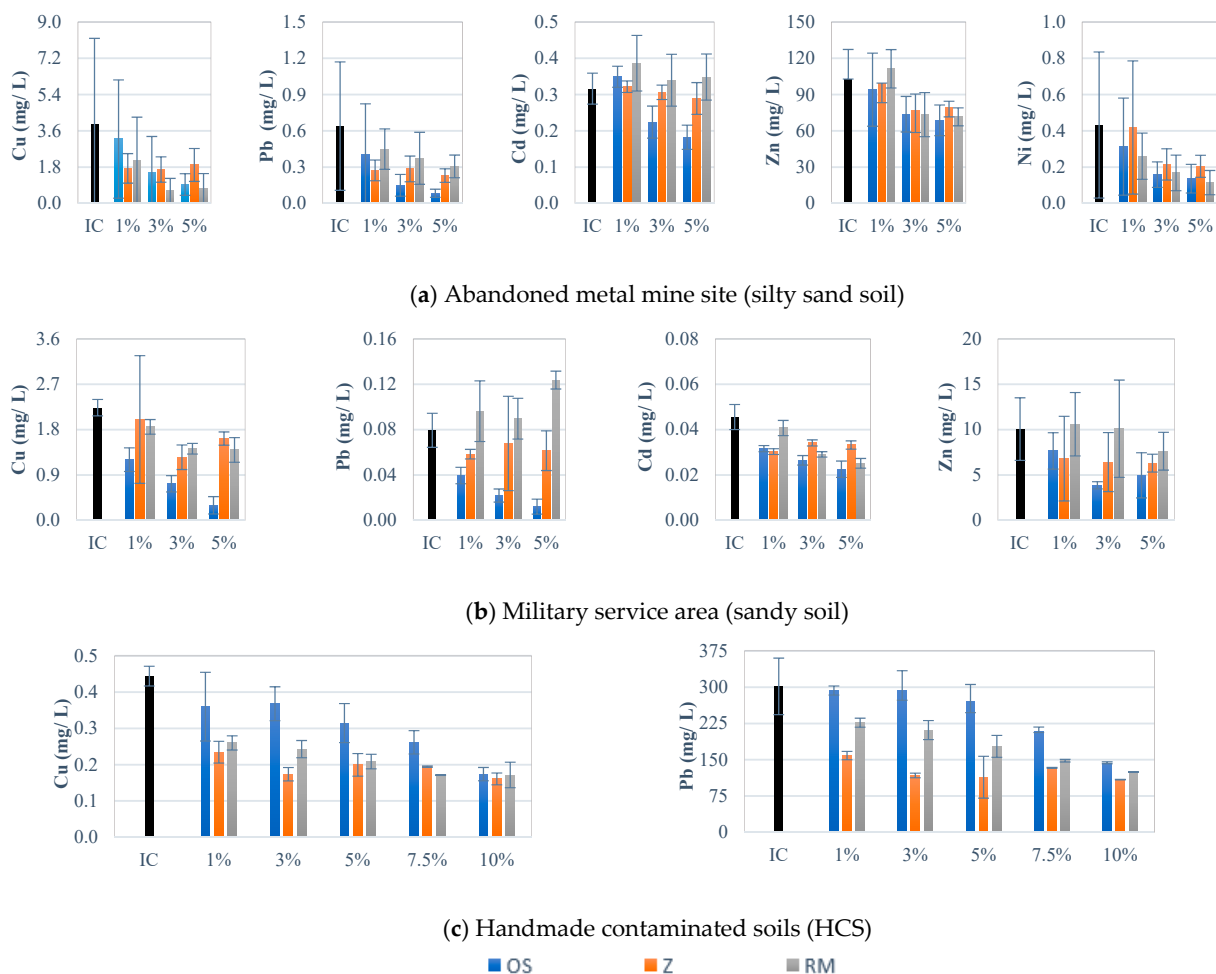 9.0 1.5 0.5 150 1.0
7.2 1.2 0.4 120 0.8
5.4 0.9 0.3 90 0.6
3.6 0.6 0.2 60 0.4
1.8 0.3 0.1 30 0.2
0.0 0.0 0.0 0 0.0
Cu (mg/ L) Pb (mg/ L) Cd (mg/ L) Zn (mg/ L) Ni (mg/ L)
IC 1% 3% 5% IC 1% 3% 5% IC 1% 3% 5% IC 1% 3% 5% IC 1% 3% 5%
(a) Abandoned metal mine site (silty sand soil)
3.6 0.16 0.08 20
2.7 0.12 0.06 15
1.8 0.08 0.04 10
0.9 0.04 0.02 5
0.0 0.00 0.00 0
Cu (mg/ L) Pb (mg/ L) Cd (mg/ L) Zn (mg/ L)
IC 1% 3% 5% IC 1% 3% 5% IC 1% 3% 5% IC 1% 3% 5%
(b) Military service area (sandy soil)
0.5 375
0.4 300
0.3 225
0.2 150
0.1 75
0.0 0
Cu (mg/ L) Pb (mg/ L)
IC 1% 3% 5% 7.5% 10% IC 1% 3% 5% 7.5% 10%
(c) Handmade contaminated soils (HCS)
OS Z RM